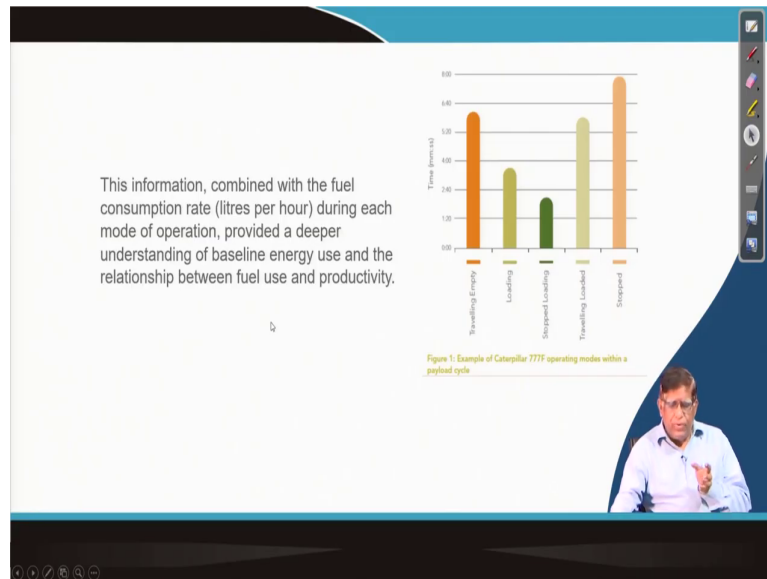 This information, combined with the fuel
consumption rate (litres per hour) during each
mode of operation, provided a deeper
understanding of baseline energy use and the
relationship between fuel use and productivity.
Time (mm:ss)
8:00
6:40
5:20
4:00
2:40
1:20
0:00
Travelling Empty
Loading
Stopped Loading
Travelling Loaded
Stopped
Figure 1: Example of Caterpillar 777F operating modes within a
payload cycle